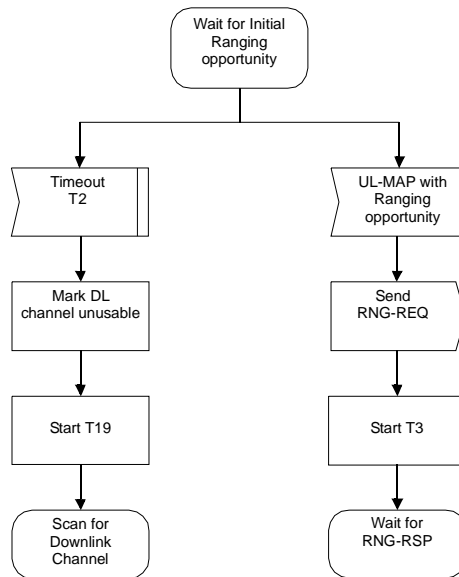 Wait for Initial
Ranging
opportunity
Timeout
T2
UL-MAP with
Ranging
opportunity
Mark DL
channel unusable
Send
RNG-REQ
Start T19
Start T3
Scan for
Downlink
Channel
Wait for
RNG-RSP